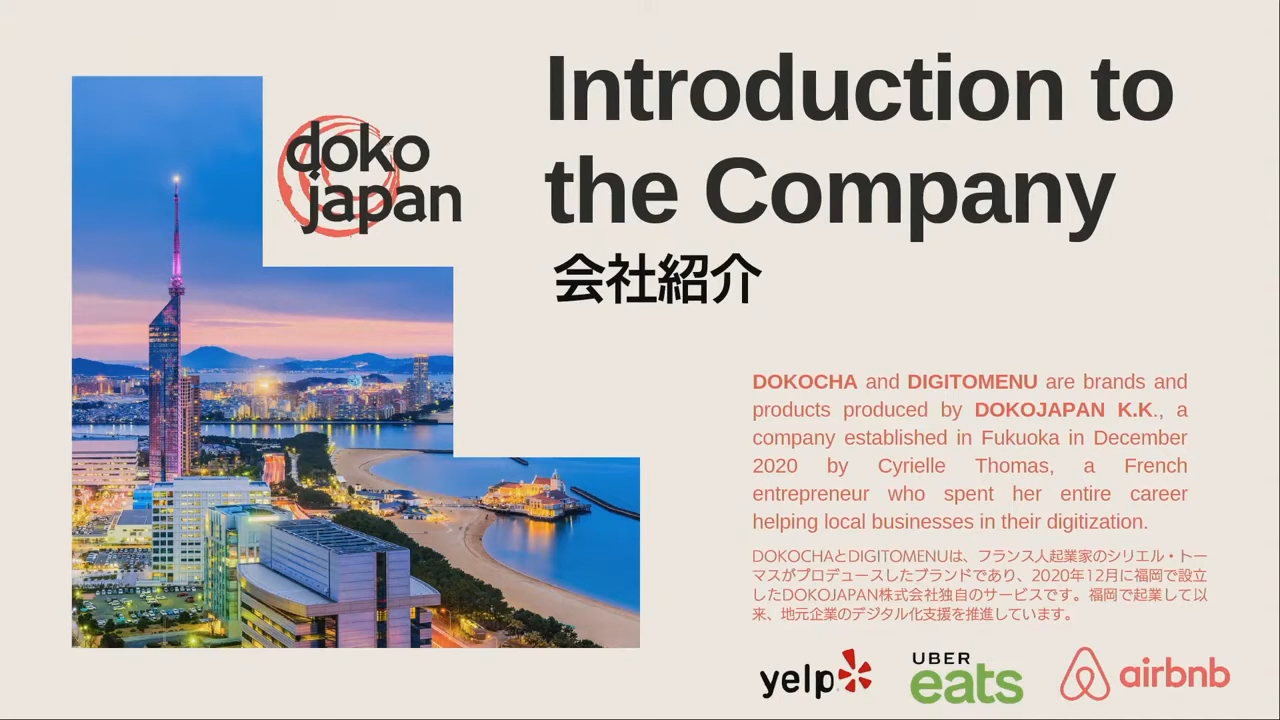 doko
japan
Introduction to
the Company
会社紹介
DOKOCHA and DIGITOMENU are brands and
products produced by DOKOJAPAN K.K., a
company established in Fukuoka in December
2020 by Cyrielle Thomas, a French
entrepreneur who spent her entire career
helping local businesses in their digitization.
DOKOCHAとDIGITOMENUは、フランス人起業家のシリエル・トー
マスがプロデュースしたブランドであり、2020年12月に福岡で設立
したDOKOJAPAN株式会社独自のサービスです。福岡で起業して以
来、地元企業のデジタル化支援を推進しています。
yelp
UBER
eats
airbnb